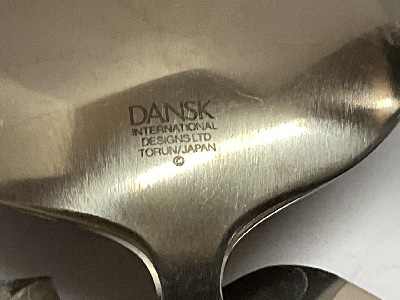 DANSK
INTERNATIONAL
DESIGNS LTD
TORUN/JAPAN
©